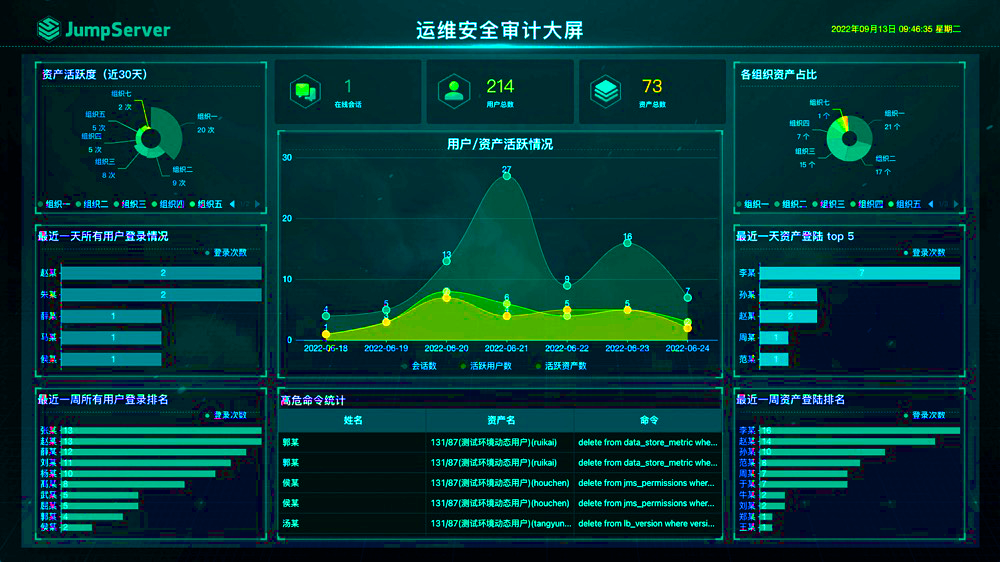 JumpServer
运维安全审计大屏
2022年09月13日 09:46:35 星期二
资产活跃度（近30天）
组织七
2 次
组织五
5 次
5 次
组织三
8 次
组织一
20 次
组织二
9 次
组织一 组织二 组织三 组织四 组织五
1
在线会话
214
用户总数
73
资产总数
各组织资产占比
组织七
1 个
组织四
7 个
组织三
15 个
组织一
21 个
组织二
17 个
组织一 组织二 组织三 组织四 组织五
用户/资产活跃情况
30
20
10
0
4
5
13
27
9
16
7
1
6
5
5
2022-06-18 2022-06-19 2022-06-20 2022-06-21 2022-06-22 2022-06-23 2022-06-24
会话数 活跃用户数 活跃资产数
最近一天所有用户登录情况
登录次数
赵某 2
朱某 2
薛某 1
马某 1
侯某 1
最近一天资产登陆 top 5
登录次数
李某 7
孙某 2
赵某 2
周某 1
范某 1
最近一周所有用户登录排名
登录次数
张某 13
赵某 13
薛某 12
刘某 11
杨某 10
某 8
武某 5
屈某 5
郭某 4
侯某 2
高危命令统计
姓名 资产名 命令
郭某 131/87(测试环境动态用户)(ruikai) delete from data_store_metric whe...
郭某 131/87(测试环境动态用户)(ruikai) delete from data_store_metric whe...
侯某 131/87(测试环境动态用户)(houchen) delete from jms_permissions wher...
侯某 131/87(测试环境动态用户)(houchen) delete from jms_permissions wher...
汤某 131/87(测试环境动态用户)(tangyun... delete from lb_version where versi...
最近一周资产登陆排名
登录次数
李某 16
赵某 14
孙某 10
范某 8
周某 7
于某 7
牛某 2
刘某 2
郑某 1
王某 1